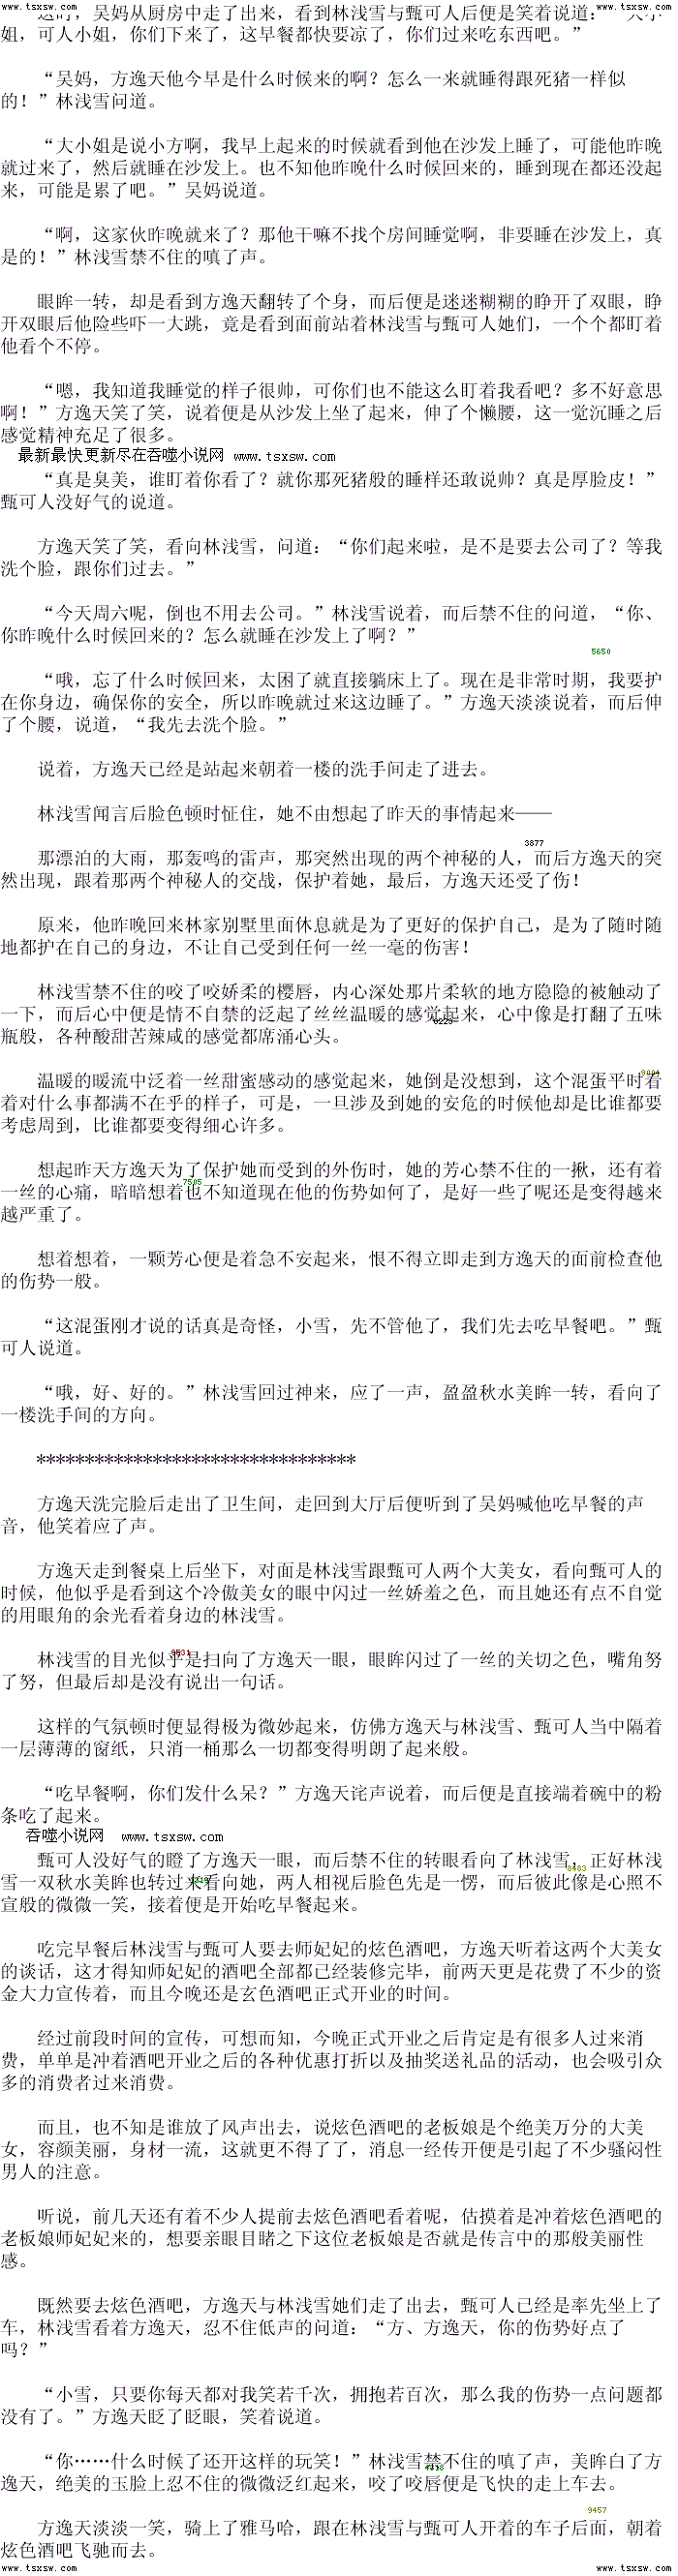 www.tsxsw.com www.tsxsw.com
这时，吴妈从厨房中走了出来，看到林浅雪与甄可人后便是笑着说道：“大小
姐，可人小姐，你们下来了，这早餐都快要凉了，你们过来吃东西吧。”
“吴妈，方逸天他今早是什么时候来的啊？怎么一来就睡得跟死猪一样似
的！”林浅雪问道。
“大小姐是说小方啊，我早上起来的时候就看到他在沙发上睡了，可能他昨晚
就过来了，然后就睡在沙发上。也不知他昨晚什么时候回来的，睡到现在都还没起
来，可能是累了吧。”吴妈说道。
“啊，这家伙昨晚就来了？那他干嘛不找个房间睡觉啊，非要睡在沙发上，真
是的！”林浅雪禁不住的嗔了声。
眼眸一转，却是看到方逸天翻转了个身，而后便是迷迷糊糊的睁开了双眼，睁
开双眼后他险些吓一大跳，竟是看到面前站着林浅雪与甄可人她们，一个个都盯着
他看个不停。
“嗯，我知道我睡觉的样子很帅，可你们也不能这么盯着我看吧？多不好意思
啊！”方逸天笑了笑，说着便是从沙发上坐了起来，伸了个懒腰，这一觉沉睡之后
感觉精神充足了很多。
最新最快更新尽在吞噬小说网 www.tsxsw.com
“真是臭美，谁盯着你看了？就你那死猪般的睡样还敢说帅？真是厚脸皮！”
甄可人没好气的说道。
方逸天笑了笑，看向林浅雪，问道：“你们起来啦，是不是要去公司了？等我
洗个脸，跟你们过去。”
“今天周六呢，倒也不用去公司。”林浅雪说着，而后禁不住的问道，“你、
你昨晚什么时候回来的？怎么就睡在沙发上了啊？”
5650
“哦，忘了什么时候回来，太困了就直接躺床上了。现在是非常时期，我要护
在你身边，确保你的安全，所以昨晚就过来这边睡了。”方逸天淡淡说着，而后伸
了个腰，说道，“我先去洗个脸。”
说着，方逸天已经是站起来朝着一楼的洗手间走了进去。
林浅雪闻言后脸色顿时怔住，她不由想起了昨天的事情起来——
3877
那漂泊的大雨，那轰鸣的雷声，那突然出现的两个神秘的人，而后方逸天的突
然出现，跟着那两个神秘人的交战，保护着她，最后，方逸天还受了伤！
原来，他昨晚回来林家别墅里面休息就是为了更好的保护自己，是为了随时随
地都护在自己的身边，不让自己受到任何一丝一毫的伤害！
林浅雪禁不住的咬了咬娇柔的樱唇，内心深处那片柔软的地方隐隐的被触动了
一下，而后心中便是情不自禁的泛起了丝丝温暖的感觉起来，心中像是打翻了五味
瓶般，各种酸甜苦辣咸的感觉都席涌心头。
温暖的暖流中泛着一丝甜蜜感动的感觉起来，她倒是没想到，这个混蛋平时看
着对什么事都满不在乎的样子，可是，一旦涉及到她的安危的时候他却是比谁都要
考虑周到，比谁都要变得细心许多。
想起昨天方逸天为了保护她而受到的外伤时，她的芳心禁不住的一揪，还有着
一丝的心痛，暗暗想着也不知道现在他的伤势如何了，是好一些了呢还是变得越来
越严重了。
想着想着，一颗芳心便是着急不安起来，恨不得立即走到方逸天的面前检查他
的伤势一般。
“这混蛋刚才说的话真是奇怪，小雪，先不管他了，我们先去吃早餐吧。”甄
可人说道。
“哦，好、好的。”林浅雪回过神来，应了一声，盈盈秋水美眸一转，看向了
一楼洗手间的方向。
*********************************
方逸天洗完脸后走出了卫生间，走回到大厅后便听到了吴妈喊他吃早餐的声
音，他笑着应了声。
方逸天走到餐桌上后坐下，对面是林浅雪跟甄可人两个大美女，看向甄可人的
时候，他似乎是看到这个冷傲美女的眼中闪过一丝娇羞之色，而且她还有点不自觉
的用眼角的余光看着身边的林浅雪。
林浅雪的目光似乎是扫向了方逸天一眼，眼眸闪过了一丝的关切之色，嘴角努
了努，但最后却是没有说出一句话。
这样的气氛顿时便显得极为微妙起来，仿佛方逸天与林浅雪、甄可人当中隔着
一层薄薄的窗纸，只消一桶那么一切都变得明朗了起来般。
“吃早餐啊，你们发什么呆？”方逸天诧声说着，而后便是直接端着碗中的粉
条吃了起来。
吞噬小说网 www.tsxsw.com
甄可人没好气的瞪了方逸天一眼，而后禁不住的转眼看向了林浅雪，正好林浅
雪一双秋水美眸也转过来看向她，两人相视后脸色先是一愣，而后彼此像是心照不
宣般的微微一笑，接着便是开始吃早餐起来。
吃完早餐后林浅雪与甄可人要去师妃妃的炫色酒吧，方逸天听着这两个大美女
的谈话，这才得知师妃妃的酒吧全部都已经装修完毕，前两天更是花费了不少的资
金大力宣传着，而且今晚还是玄色酒吧正式开业的时间。
经过前段时间的宣传，可想而知，今晚正式开业之后肯定是有很多人过来消
费，单单是冲着酒吧开业之后的各种优惠打折以及抽奖送礼品的活动，也会吸引众
多的消费者过来消费。
而且，也不知是谁放了风声出去，说炫色酒吧的老板娘是个绝美万分的大美
女，容颜美丽，身材一流，这就更不得了了，消息一经传开便是引起了不少骚闷性
男人的注意。
听说，前几天还有着不少人提前去炫色酒吧看着呢，估摸着是冲着炫色酒吧的
老板娘师妃妃来的，想要亲眼目睹之下这位老板娘是否就是传言中的那般美丽性
感。
既然要去炫色酒吧，方逸天与林浅雪她们走了出去，甄可人已经是率先坐上了
车，林浅雪看着方逸天，忍不住低声的问道：“方、方逸天，你的伤势好点了
吗？”
“小雪，只要你每天都对我笑若千次，拥抱若百次，那么我的伤势一点问题都
没有了。”方逸天眨了眨眼，笑着说道。
“你……什么时候了还开这样的玩笑！”林浅雪禁不住的嗔了声，美眸白了方
逸天，绝美的玉脸上忍不住的微微泛红起来，咬了咬唇便是飞快的走上车去。
9457
方逸天淡淡一笑，骑上了雅马哈，跟在林浅雪与甄可人开着的车子后面，朝着
炫色酒吧飞驰而去。
www.tsxsw.com www.tsxsw.com